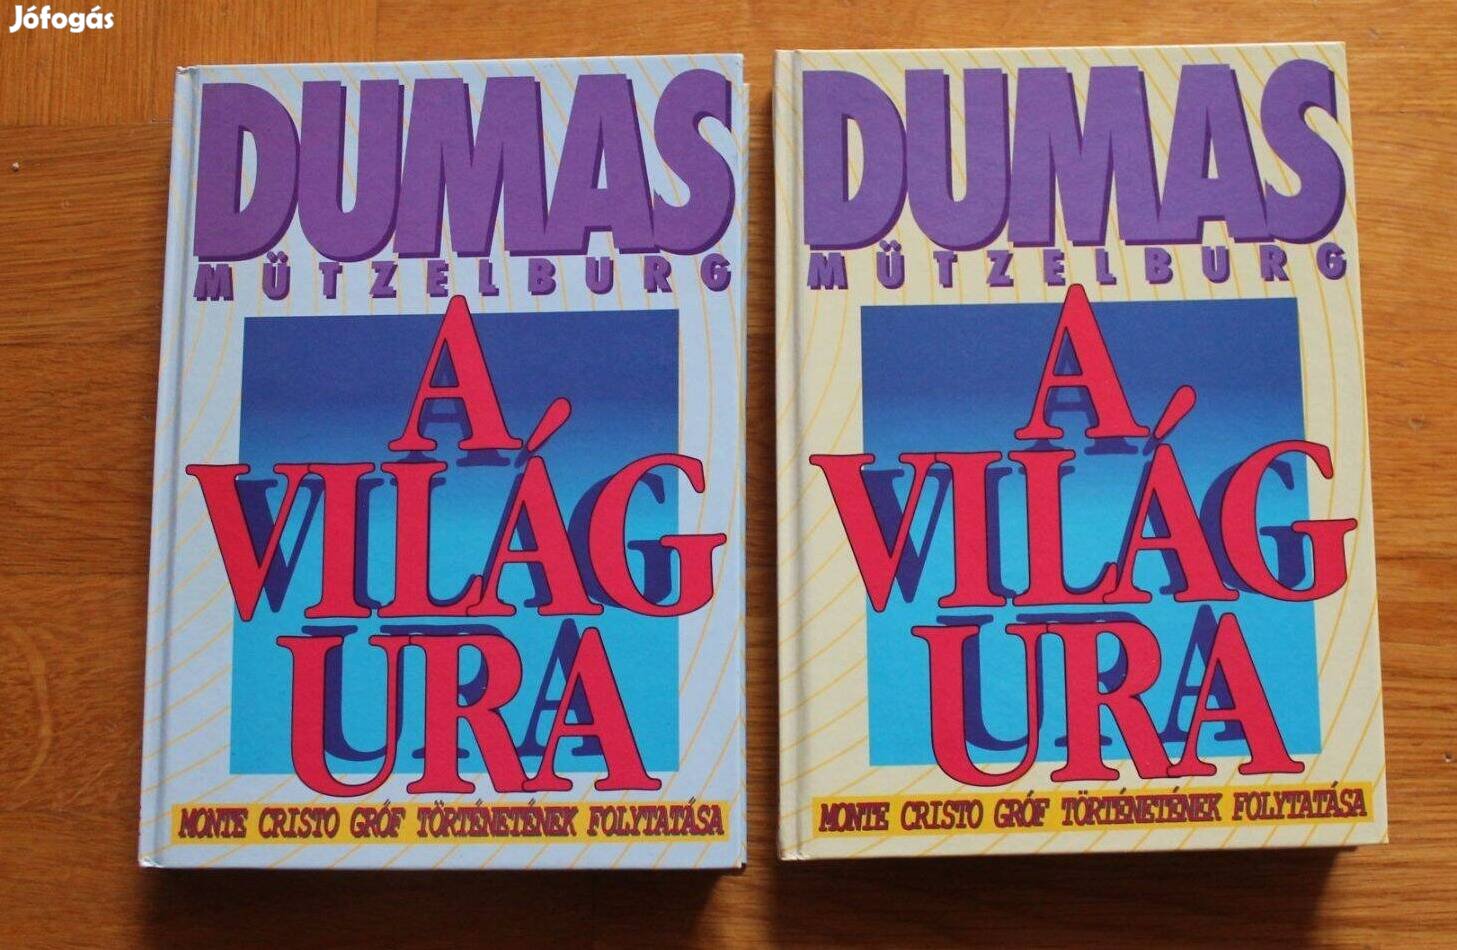 Jófogás
DUMAS
MÜTZELBURG
A
VILÁG
URA
MONTE CRISTO GRÓF TÖRTÉNETÉNEK FOLYTATÁSA
DUMAS
MÜTZELBURG
A
VILÁG
URA
MONTE CRISTO GRÓF TÖRTÉNETÉNEK FOLYTATÁSA